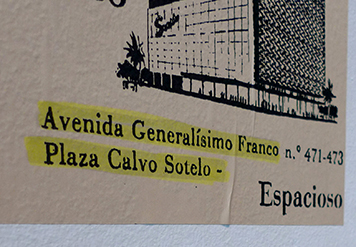 Avenida Generalísimo Franco n.º 471-473
Plaza Calvo Sotelo -
Espacioso